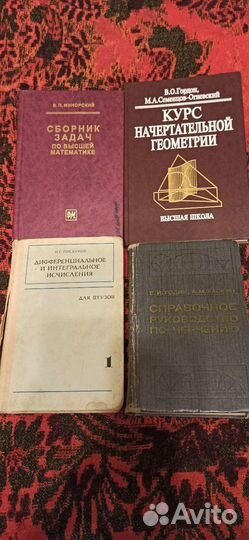 В.П. МИНОРСКИЙ
СБОРНИК
ЗАДАЧ
ПО ВЫСШЕЙ
МАТЕМАТИКЕ
В.О.Гордон,
М.А.Семенцов-Огиевский
КУРС
НАЧЕРТАТЕЛЬНОЙ
ГЕОМЕТРИИ
ВЫСШАЯ ШКОЛА
Н.С. ПИСКУНОВ
ДИФФЕРЕНЦИАЛЬНОЕ
И ИНТЕГРАЛЬНОЕ
ИСЧИСЛЕНИЯ
ДЛЯ ВТУЗОВ
1
СПРАВОЧНОЕ
РУКОВОДСТВО
ПО ЧЕРЧЕНИЮ
Avito